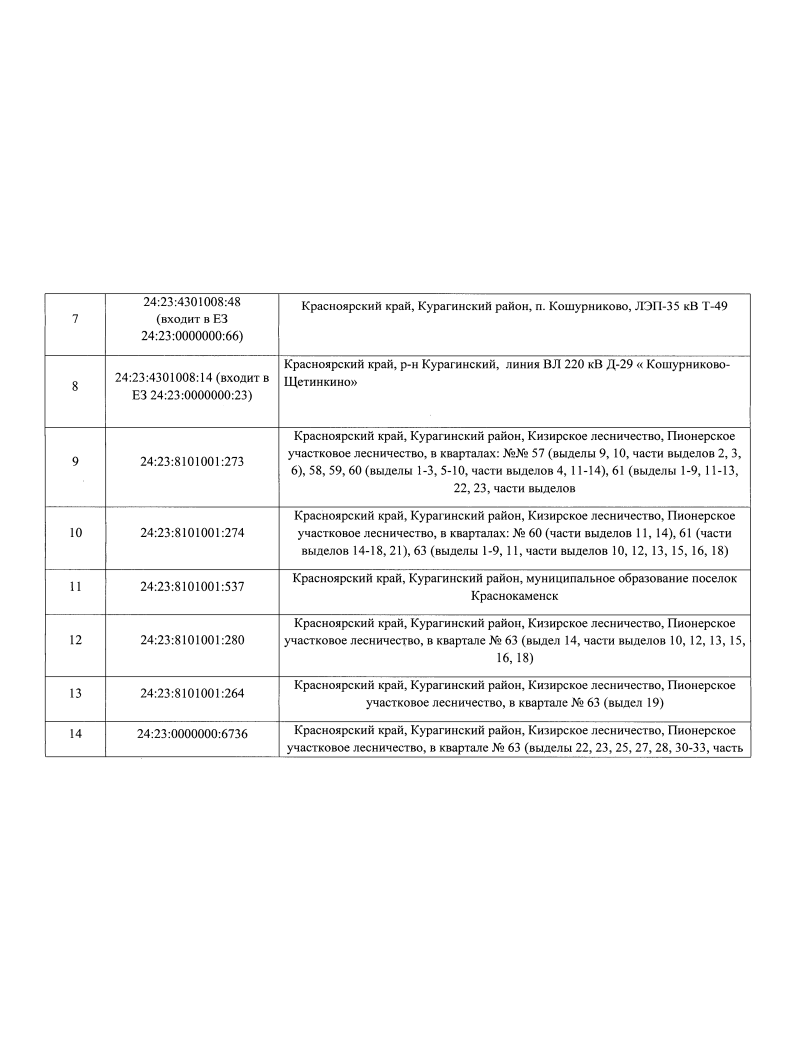 7
24:23:4301008:48
(входит в ЕЗ
24:23:0000000:66)
Красноярский край, Курагинский район, п. Кошурниково, ЛЭП-35 кВ Т-49
8
24:23:4301008:14 (входит в
ЕЗ 24:23:0000000:23)
Красноярский край, р-н Курагинский, линия ВЛ 220 кВ Д-29 « Кошурниково-
Щетинкино»
9
24:23:8101001:273
Красноярский край, Курагинский район, Кизирское лесничество, Пионерское
участковое лесничество, в кварталах: №№ 57 (выделы 9, 10, части выделов 2, 3,
6), 58, 59, 60 (выделы 1-3, 5-10, части выделов 4, 11-14), 61 (выделы 1-9, 11-13,
22, 23, части выделов
10
24:23:8101001:274
Красноярский край, Курагинский район, Кизирское лесничество, Пионерское
участковое лесничество, в кварталах: № 60 (части выделов 11, 14), 61 (части
выделов 14-18, 21), 63 (выделы 1-9, 11, части выделов 10, 12, 13, 15, 16, 18)
11
24:23:8101001:537
Красноярский край, Курагинский район, муниципальное образование поселок
Краснокаменск
12
24:23:8101001:280
Красноярский край, Курагинский район, Кизирское лесничество, Пионерское
участковое лесничество, в квартале № 63 (выдел 14, части выделов 10, 12, 13, 15,
16, 18)
13
24:23:8101001:264
Красноярский край, Курагинский район, Кизирское лесничество, Пионерское
участковое лесничество, в квартале № 63 (выдел 19)
14
24:23:0000000:6736
Красноярский край, Курагинский район, Кизирское лесничество, Пионерское
участковое лесничество, в квартале № 63 (выделы 22, 23, 25, 27, 28, 30-33, часть